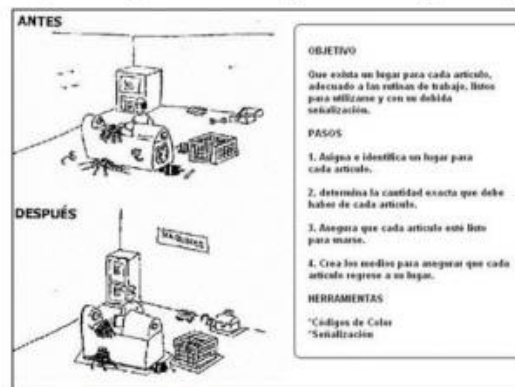 ANTES
DESPUÉS
OBJETIVO
Que exista un lugar para cada artículo,
adecuado a las rutinas de trabajo, listos
para utilizarse y con su debida
señalización.
PASOS
1. Asigna e identifica un lugar para
cada artículo.
2. determina la cantidad exacta que debe
haber de cada artículo.
3. Asegura que cada artículo esté listo
para usarse.
4. Crea los medios para asegurar que cada
artículo regrese a su lugar.
HERRAMIENTAS
*Códigos de Color
*Señalización